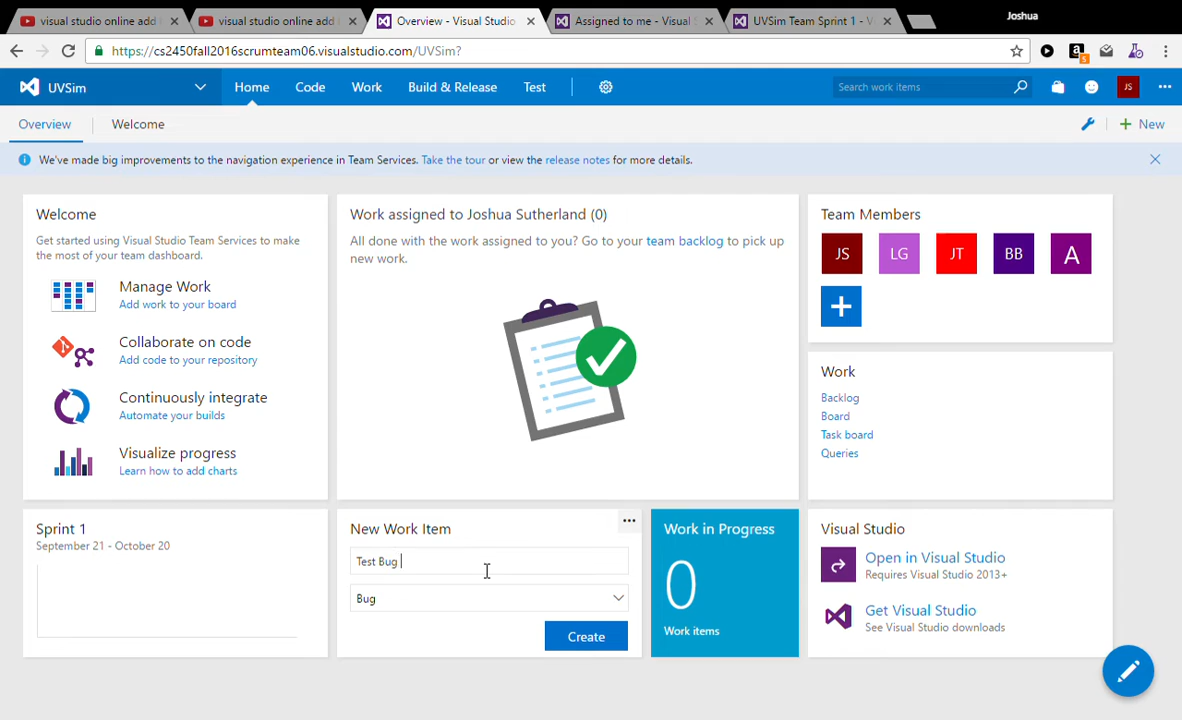 visual studio online add
visual studio online add
Overview - Visual Studio
Assigned to me - Visual S
UVSim Team Sprint 1 - V
Joshua
https://cs2450fall2016scrumteam06.visualstudio.com/UVSim?
5
UVSim
Home
Code
Work
Build & Release
Test
Search work items
JS
Overview
Welcome
New
We've made big improvements to the navigation experience in Team Services. Take the tour or view the release notes for more details.
Welcome
Get started using Visual Studio Team Services to make
the most of your team dashboard.
Manage Work
Add work to your board
Collaborate on code
Add code to your repository
Continuously integrate
Automate your builds
Visualize progress
Learn how to add charts
Work assigned to Joshua Sutherland (0)
All done with the work assigned to you? Go to your team backlog to pick up
new work.
Team Members
JS
LG
JT
BB
A
Work
Backlog
Board
Task board
Queries
Sprint 1
September 21 - October 20
New Work Item
Test Bug
Bug
Create
Work in Progress
0
Work items
Visual Studio
Open in Visual Studio
Requires Visual Studio 2013+
Get Visual Studio
See Visual Studio downloads